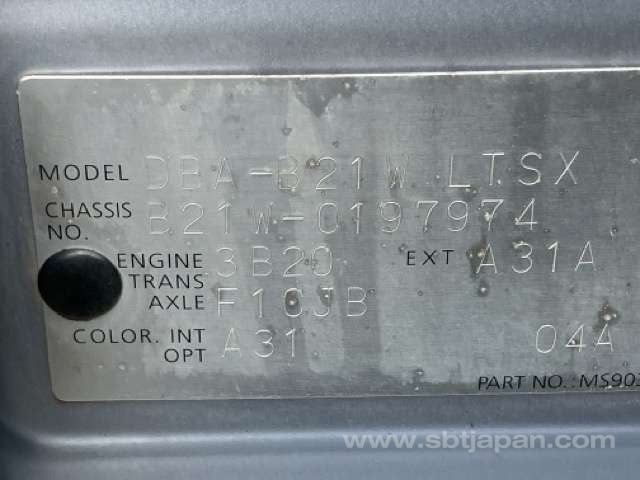 MODEL DBA-B21W LTSX
CHASSIS NO. B21W-0197974
ENGINE 3B20 EXT A31A
TRANS AXLE F1CJB
COLOR. INT OPT A31 04A
PART NO.: MS903
www.sbtjapan.com